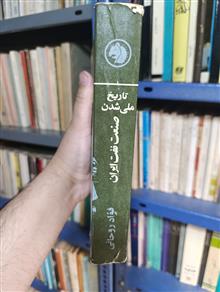 تاریخ
ملی شدن
صنعت نفت ایران
فؤاد روحانی